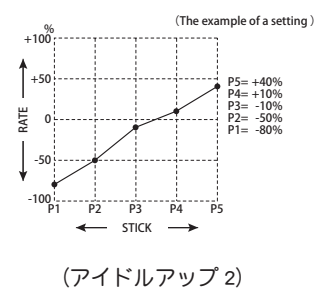 (The example of a setting )
%
+100
+50
0
-50
-100
RATE
P5= +40%
P4= +10%
P3= -10%
P2= -50%
P1= -80%
P1 P2 P3 P4 P5
STICK
(アイドルアップ 2)